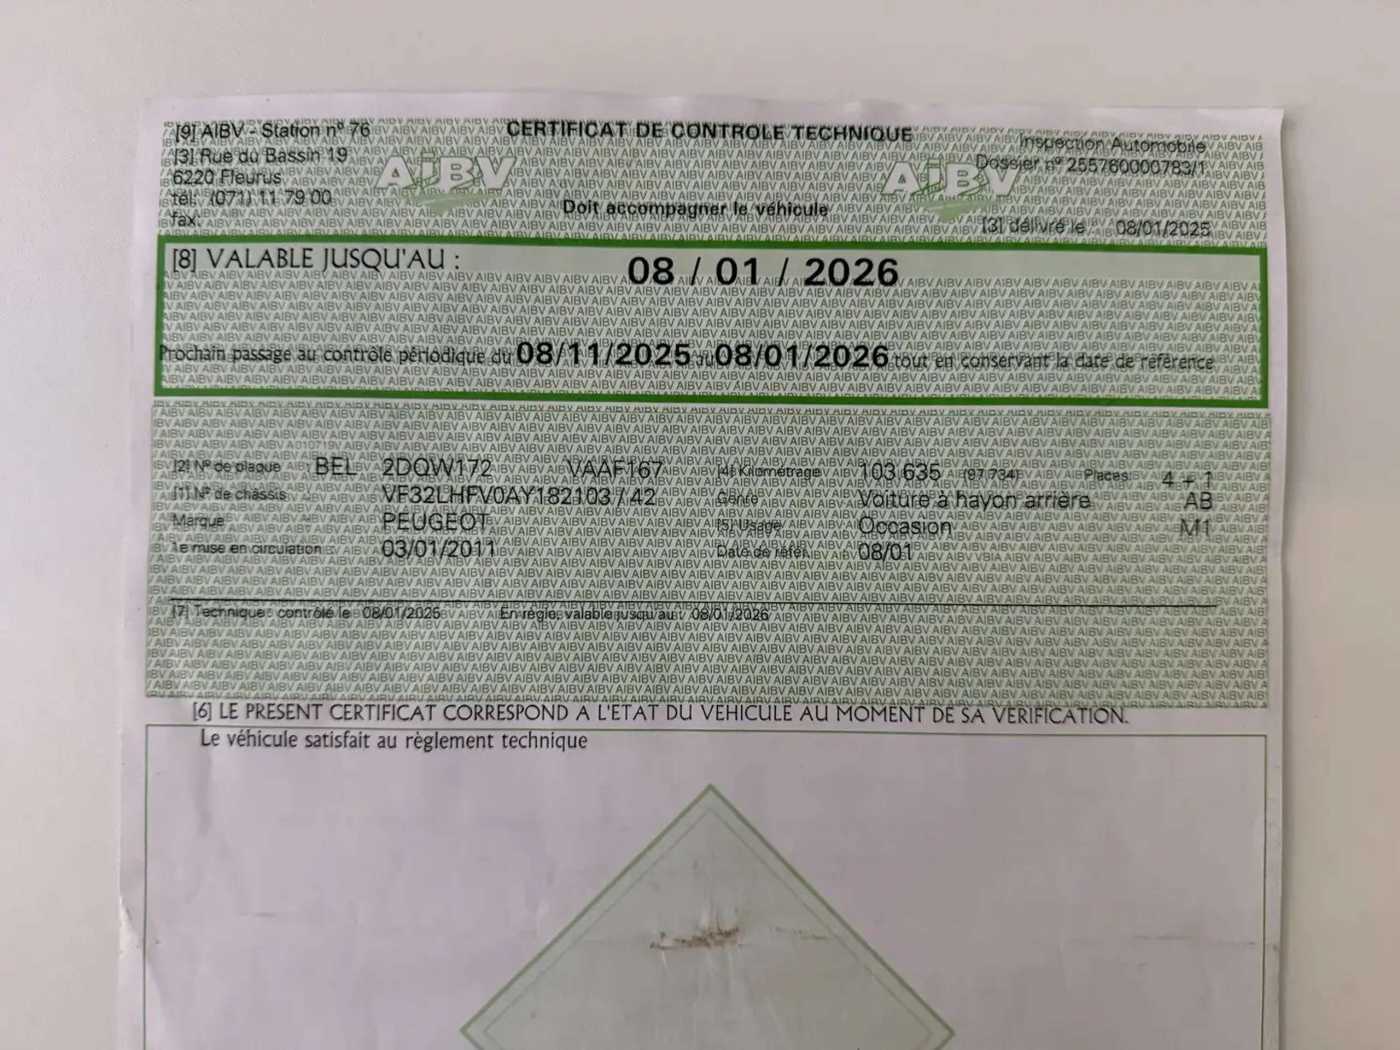 [9] AIBV - Station n° 76
[3] Rue du Bassin 19
6220 Fleurus
tél: (071) 11 79 00
fax.
AIBV
CERTIFICAT DE CONTROLE TECHNIQUE
Doit accompagner le véhicule
AIBV
Inspection Automobile
Dossier n° 25576000783/1
[3] délivré le : 08/01/2025
[8] VALABLE JUSQU'AU : 08 / 01 / 2026
Prochain passage au contrôle périodique du 08/11/2025 au 08/01/2026 tout en conservant la date de référence
[2] N° de plaque : BEL 2DQW172 VAAF167 [4] Kilométrage 103.635 (97.734) Places: 4 + 1
[1] N° de châssis VF32LHFV0AY182103 / 42 Genre Voiture à hayon arrière AB
Marque PEUGEOT [5] Usage Occasion M1
1e mise en circulation : 03/01/2011 Date de référ. 08/01
[7] Technique: contrôlé le : 08/01/2025 En règle, valable jusqu'au : 08/01/2026
[6] LE PRESENT CERTIFICAT CORRESPOND A L'ETAT DU VEHICULE AU MOMENT DE SA VERIFICATION.
Le véhicule satisfait au règlement technique